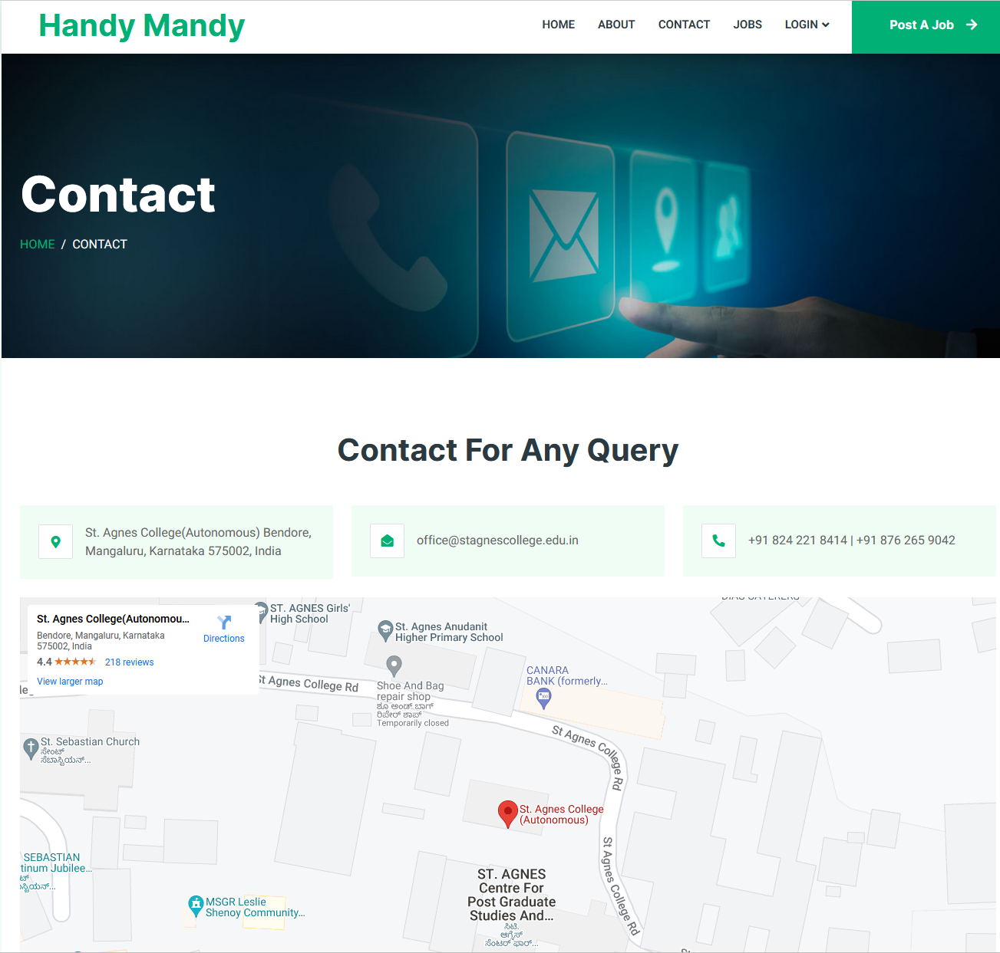 Handy Mandy
HOME
ABOUT
CONTACT
JOBS
LOGIN
Post A Job
Contact
HOME / CONTACT
Contact For Any Query
St. Agnes College(Autonomous) Bendore,
Mangaluru, Karnataka 575002, India
office@stagnescollege.edu.in
+91 824 221 8414 | +91 876 265 9042
St. Agnes College(Autonomou...
Bendore, Mangaluru, Karnataka
575002, India
Directions
4.4
218 reviews
View larger map
ST. AGNES Girls'
High School
St. Agnes Anudanit
Higher Primary School
DIAS CATERERS
CANARA
BANK (formerly...
St Agnes College Rd
Shoe And Bag
repair shop
ಶೂ ಅಂಡ್ ಬಾಗ್
ರಿಪೇರ್ ಶಾಪ್
Temporarily closed
St Agnes College Rd
St. Sebastian Church
ಸೇಂಟ್
ಸೆಬಾಸ್ಟಿಯನ್...
St. Agnes College
(Autonomous)
St Agnes College Rd
SEBASTIAN
tinum Jubilee...
ST. AGNES
Centre For
Post Graduate
Studies And...
ಸಿಟಿ.
ಆಗ್ನೆಸ್
ಸೆಂಟರ್ ಫಾರ್...
MSGR Leslie
Shenoy Community...